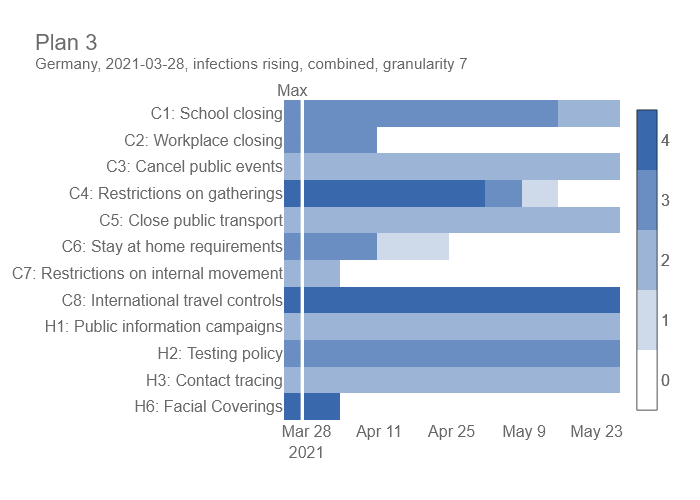 Plan 3
Germany, 2021-03-28, infections rising, combined, granularity 7
Max
C1: School closing
C2: Workplace closing
C3: Cancel public events
C4: Restrictions on gatherings
C5: Close public transport
C6: Stay at home requirements
C7: Restrictions on internal movement
C8: International travel controls
H1: Public information campaigns
H2: Testing policy
H3: Contact tracing
H6: Facial Coverings
4
3
2
1
0
Mar 28 Apr 11 Apr 25 May 9 May 23
2021